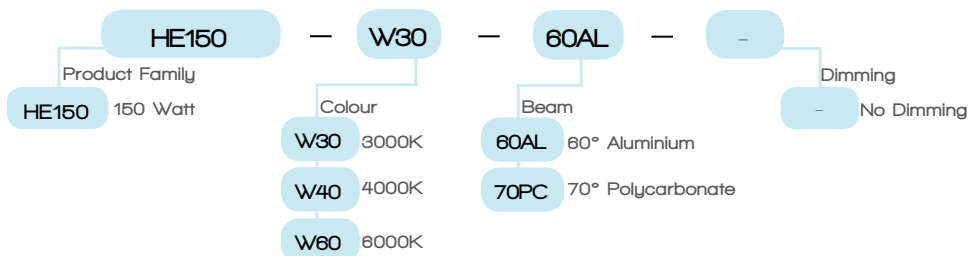 HE150 – W30 – 60AL – -
Product Family
HE150 150 Watt
Colour
W30 3000K
W40 4000K
W60 6000K
Beam
60AL 60° Aluminium
70PC 70° Polycarbonate
Dimming
- No Dimming